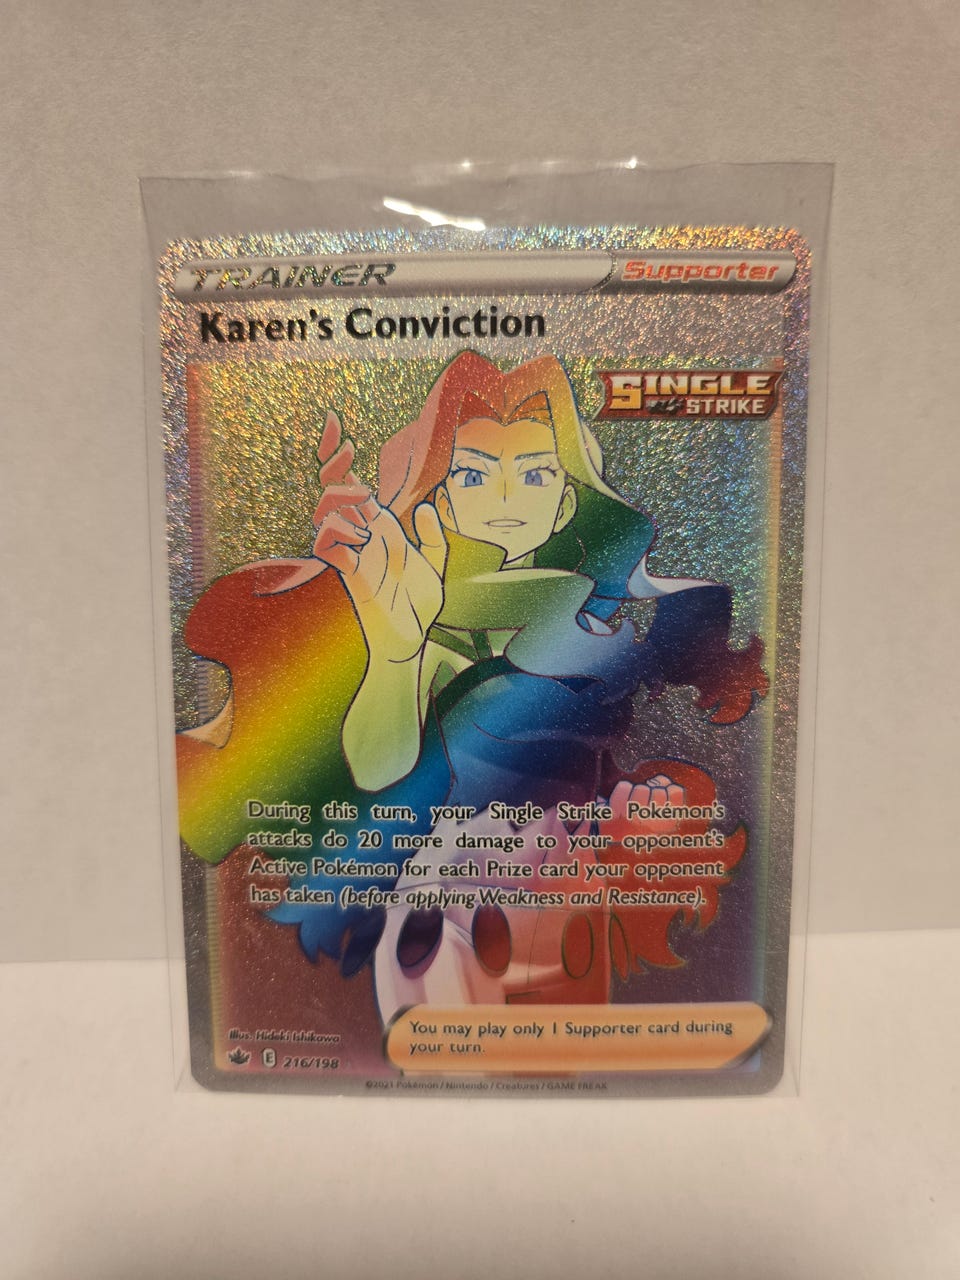 TRAINER
Supporter
Karen's Conviction
SINGLE
STRIKE
During this turn, your Single Strike Pokémon's
attacks do 20 more damage to your opponent's
Active Pokémon for each Prize card your opponent
has taken (before applying Weakness and Resistance).
You may play only 1 Supporter card during
your turn.
Illus. Hideki Ishikawa
E 216/198
©2021 Pokémon / Nintendo / Creatures / GAME FREAK